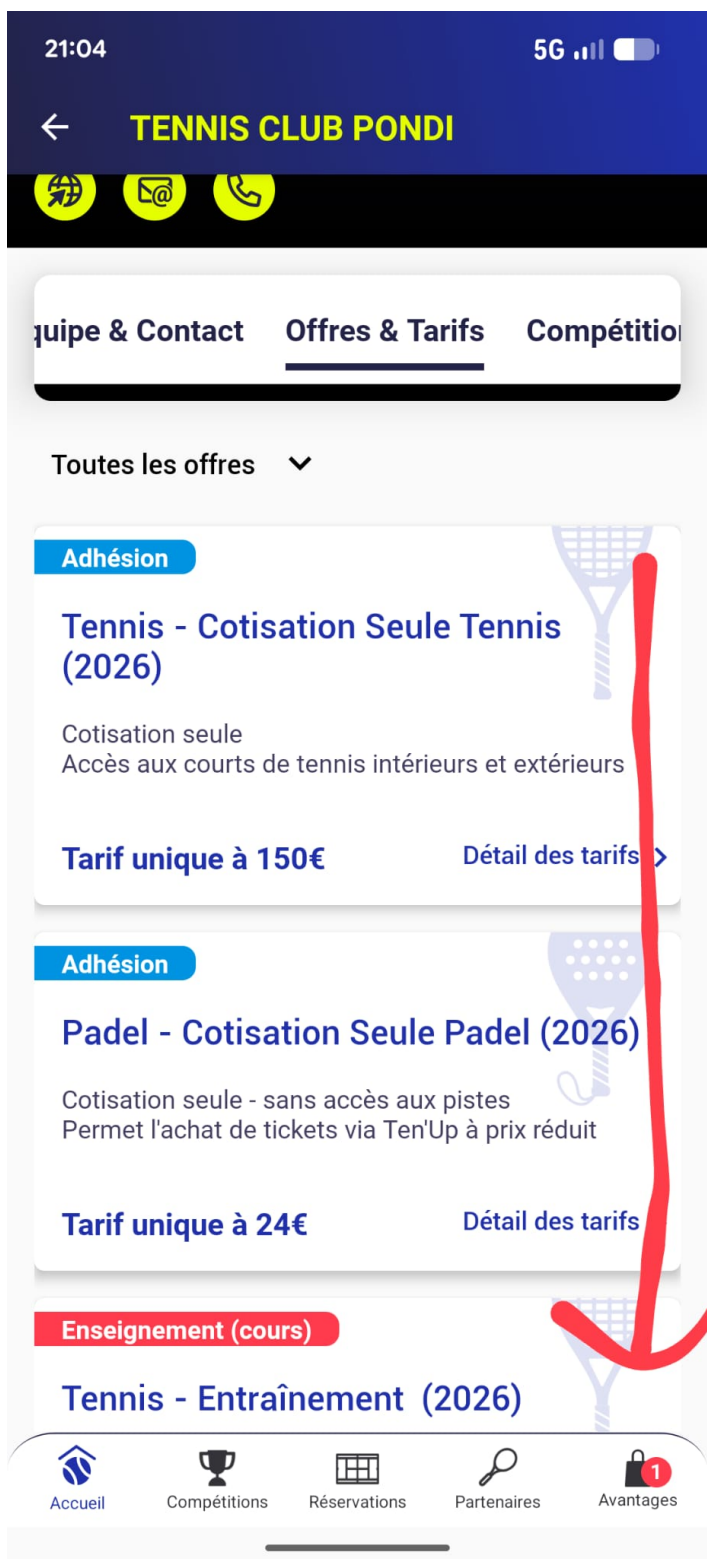 21:04
5G
TENNIS CLUB PONDI
quipe & Contact
Offres & Tarifs
Compétition
Toutes les offres
Adhésion
Tennis - Cotisation Seule Tennis
(2026)
Cotisation seule
Accès aux courts de tennis intérieurs et extérieurs
Tarif unique à 150€
Détail des tarifs
Adhésion
Padel - Cotisation Seule Padel (2026)
Cotisation seule - sans accès aux pistes
Permet l'achat de tickets via Ten'Up à prix réduit
Tarif unique à 24€
Détail des tarifs
Enseignement (cours)
Tennis - Entraînement (2026)
Accueil
Compétitions
Réservations
Partenaires
1
Avantages